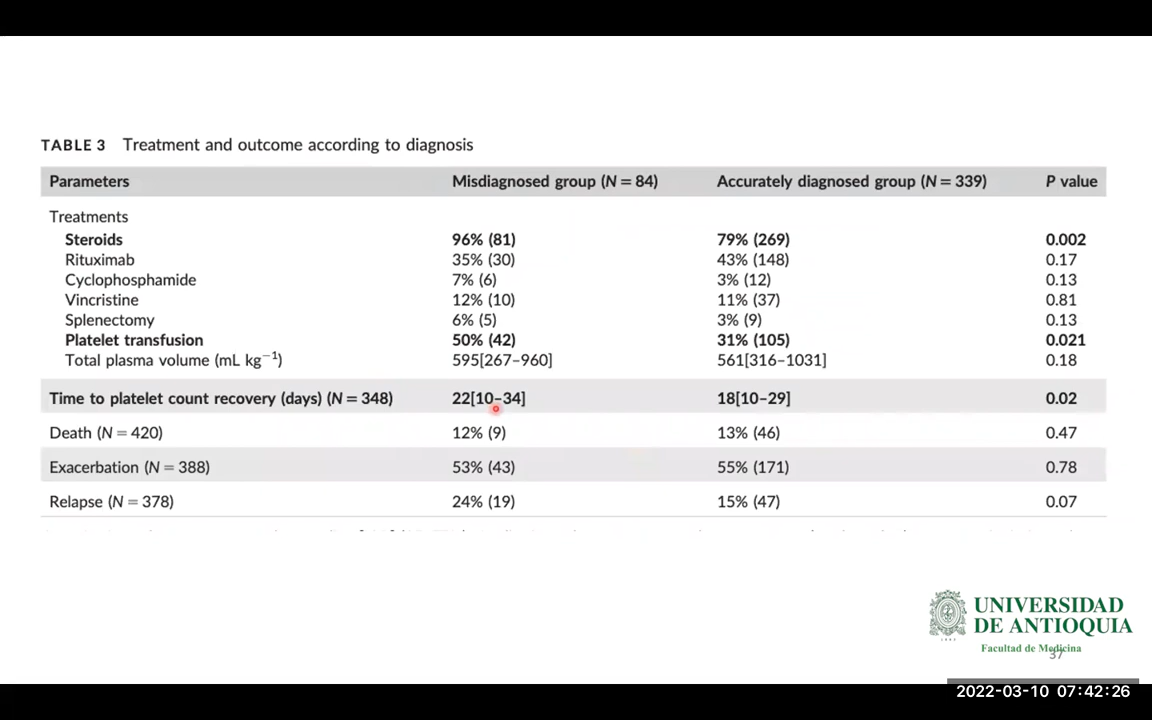 TABLE 3 Treatment and outcome according to diagnosis
Parameters Misdiagnosed group (N = 84) Accurately diagnosed group (N = 339) P value
Treatments
Steroids 96% (81) 79% (269) 0.002
Rituximab 35% (30) 43% (148) 0.17
Cyclophosphamide 7% (6) 3% (12) 0.13
Vincristine 12% (10) 11% (37) 0.81
Splenectomy 6% (5) 3% (9) 0.13
Platelet transfusion 50% (42) 31% (105) 0.021
Total plasma volume (mL kg⁻¹) 595[267–960] 561[316–1031] 0.18
Time to platelet count recovery (days) (N = 348) 22[10–34] 18[10–29] 0.02
Death (N = 420) 12% (9) 13% (46) 0.47
Exacerbation (N = 388) 53% (43) 55% (171) 0.78
Relapse (N = 378) 24% (19) 15% (47) 0.07
UNIVERSIDAD
DE ANTIOQUIA
Facultad de Medicina
37
2022-03-10 07:42:26